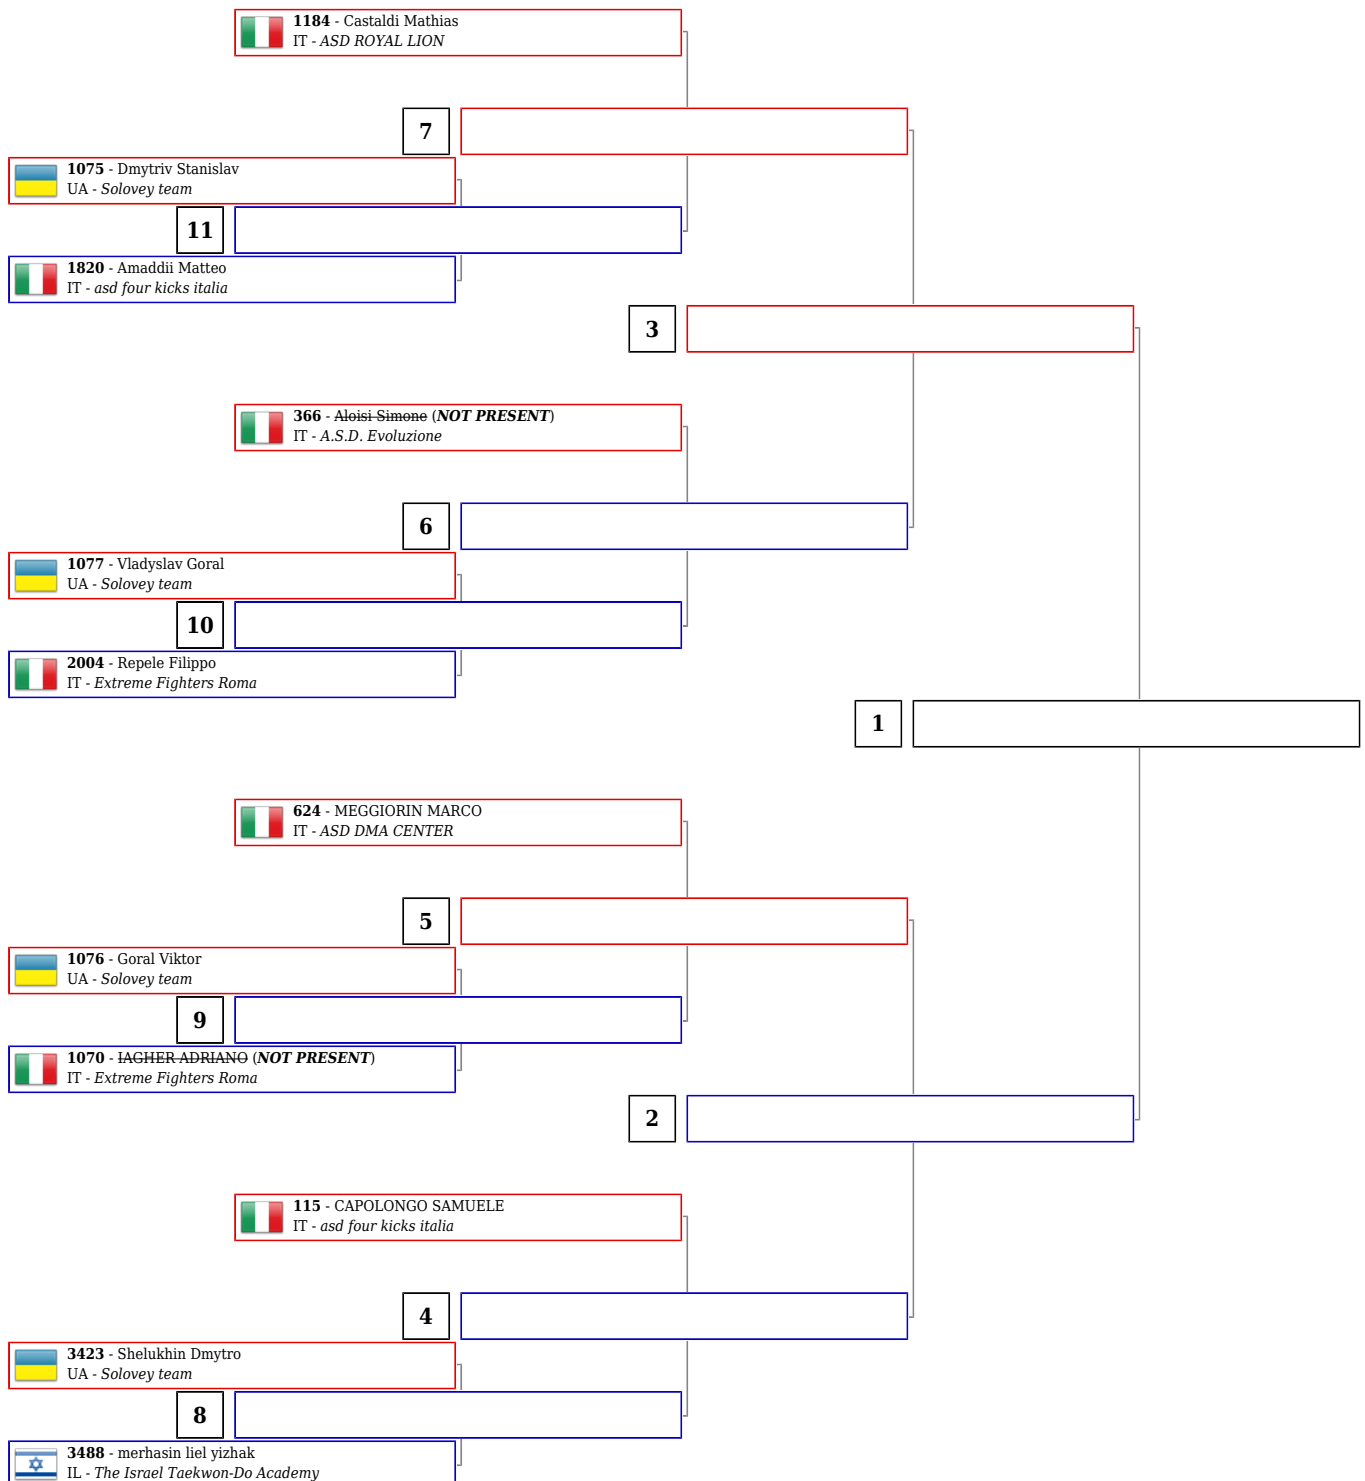 1184 - Castaldi Mathias
IT - ASD ROYAL LION
7
1075 - Dmytriv Stanislav
UA - Solovey team
11
1820 - Amaddii Matteo
IT - asd four kicks italia
3
366 - Aloisi Simone (NOT PRESENT)
IT - A.S.D. Evoluzione
6
1077 - Vladyslav Goral
UA - Solovey team
10
2004 - Repele Filippo
IT - Extreme Fighters Roma
1
624 - MEGGIORIN MARCO
IT - ASD DMA CENTER
5
1076 - Goral Viktor
UA - Solovey team
9
1070 - IAGHER ADRIANO (NOT PRESENT)
IT - Extreme Fighters Roma
2
115 - CAPOLONGO SAMUELE
IT - asd four kicks italia
4
3423 - Shelukhin Dmytro
UA - Solovey team
8
3488 - merhasin liel yizhak
IL - The Israel Taekwon-Do Academy